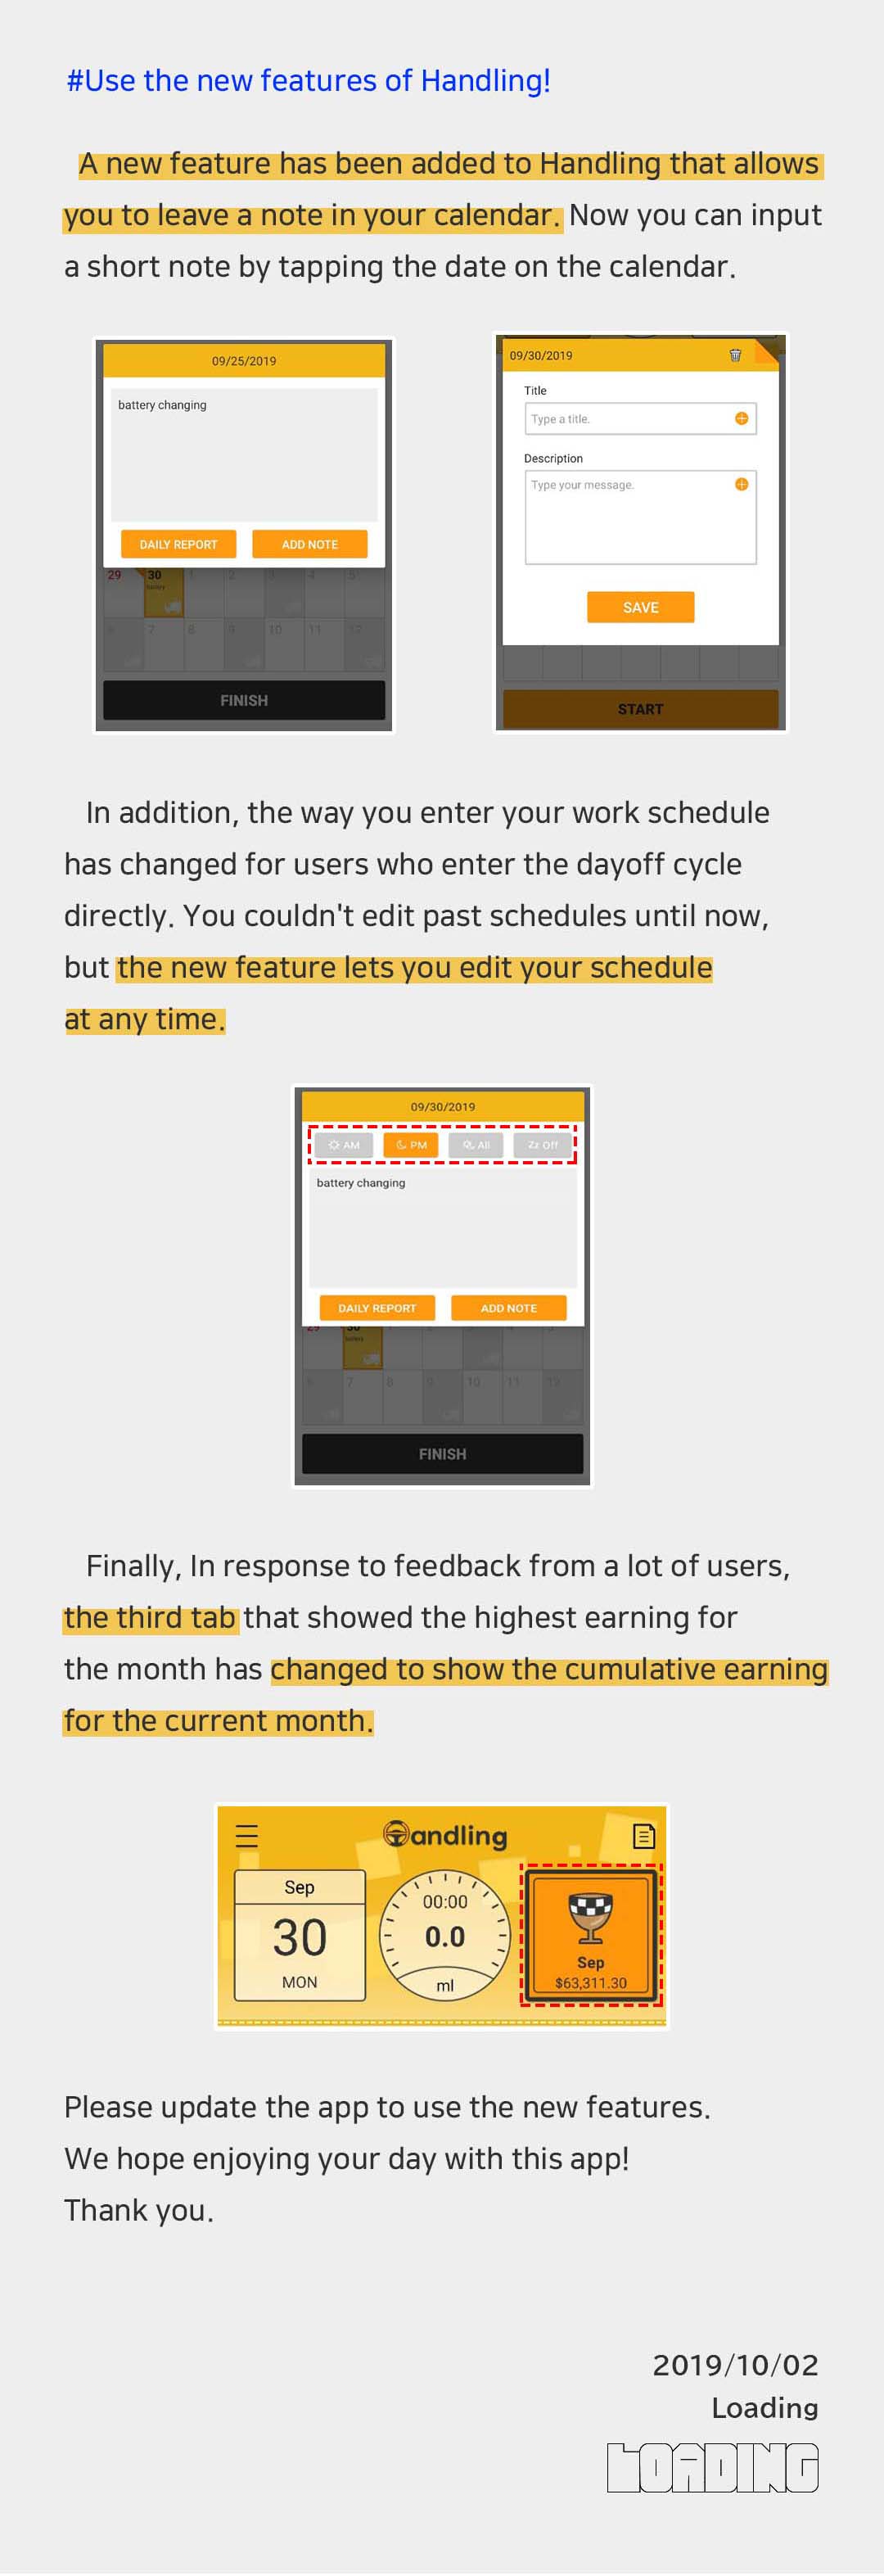 #Use the new features of Handling!
A new feature has been added to Handling that allows
you to leave a note in your calendar. Now you can input
a short note by tapping the date on the calendar.
09/25/2019
battery changing
DAILY REPORT ADD NOTE
29 30 1 2 3 4 5
6 7 8 9 10 11 12
FINISH
09/30/2019
Title
Type a title.
Description
Type your message.
SAVE
START
In addition, the way you enter your work schedule
has changed for users who enter the dayoff cycle
directly. You couldn't edit past schedules until now,
but the new feature lets you edit your schedule
at any time.
09/30/2019
AM PM All Zz Off
battery changing
DAILY REPORT ADD NOTE
29 30
6 7 8 9 10 11 12
FINISH
Finally, In response to feedback from a lot of users,
the third tab that showed the highest earning for
the month has changed to show the cumulative earning
for the current month.
Handling
Sep
30
MON
00:00
0.0
ml
Sep
$63,311.30
Please update the app to use the new features.
We hope enjoying your day with this app!
Thank you.
2019/10/02
Loading
LOADING